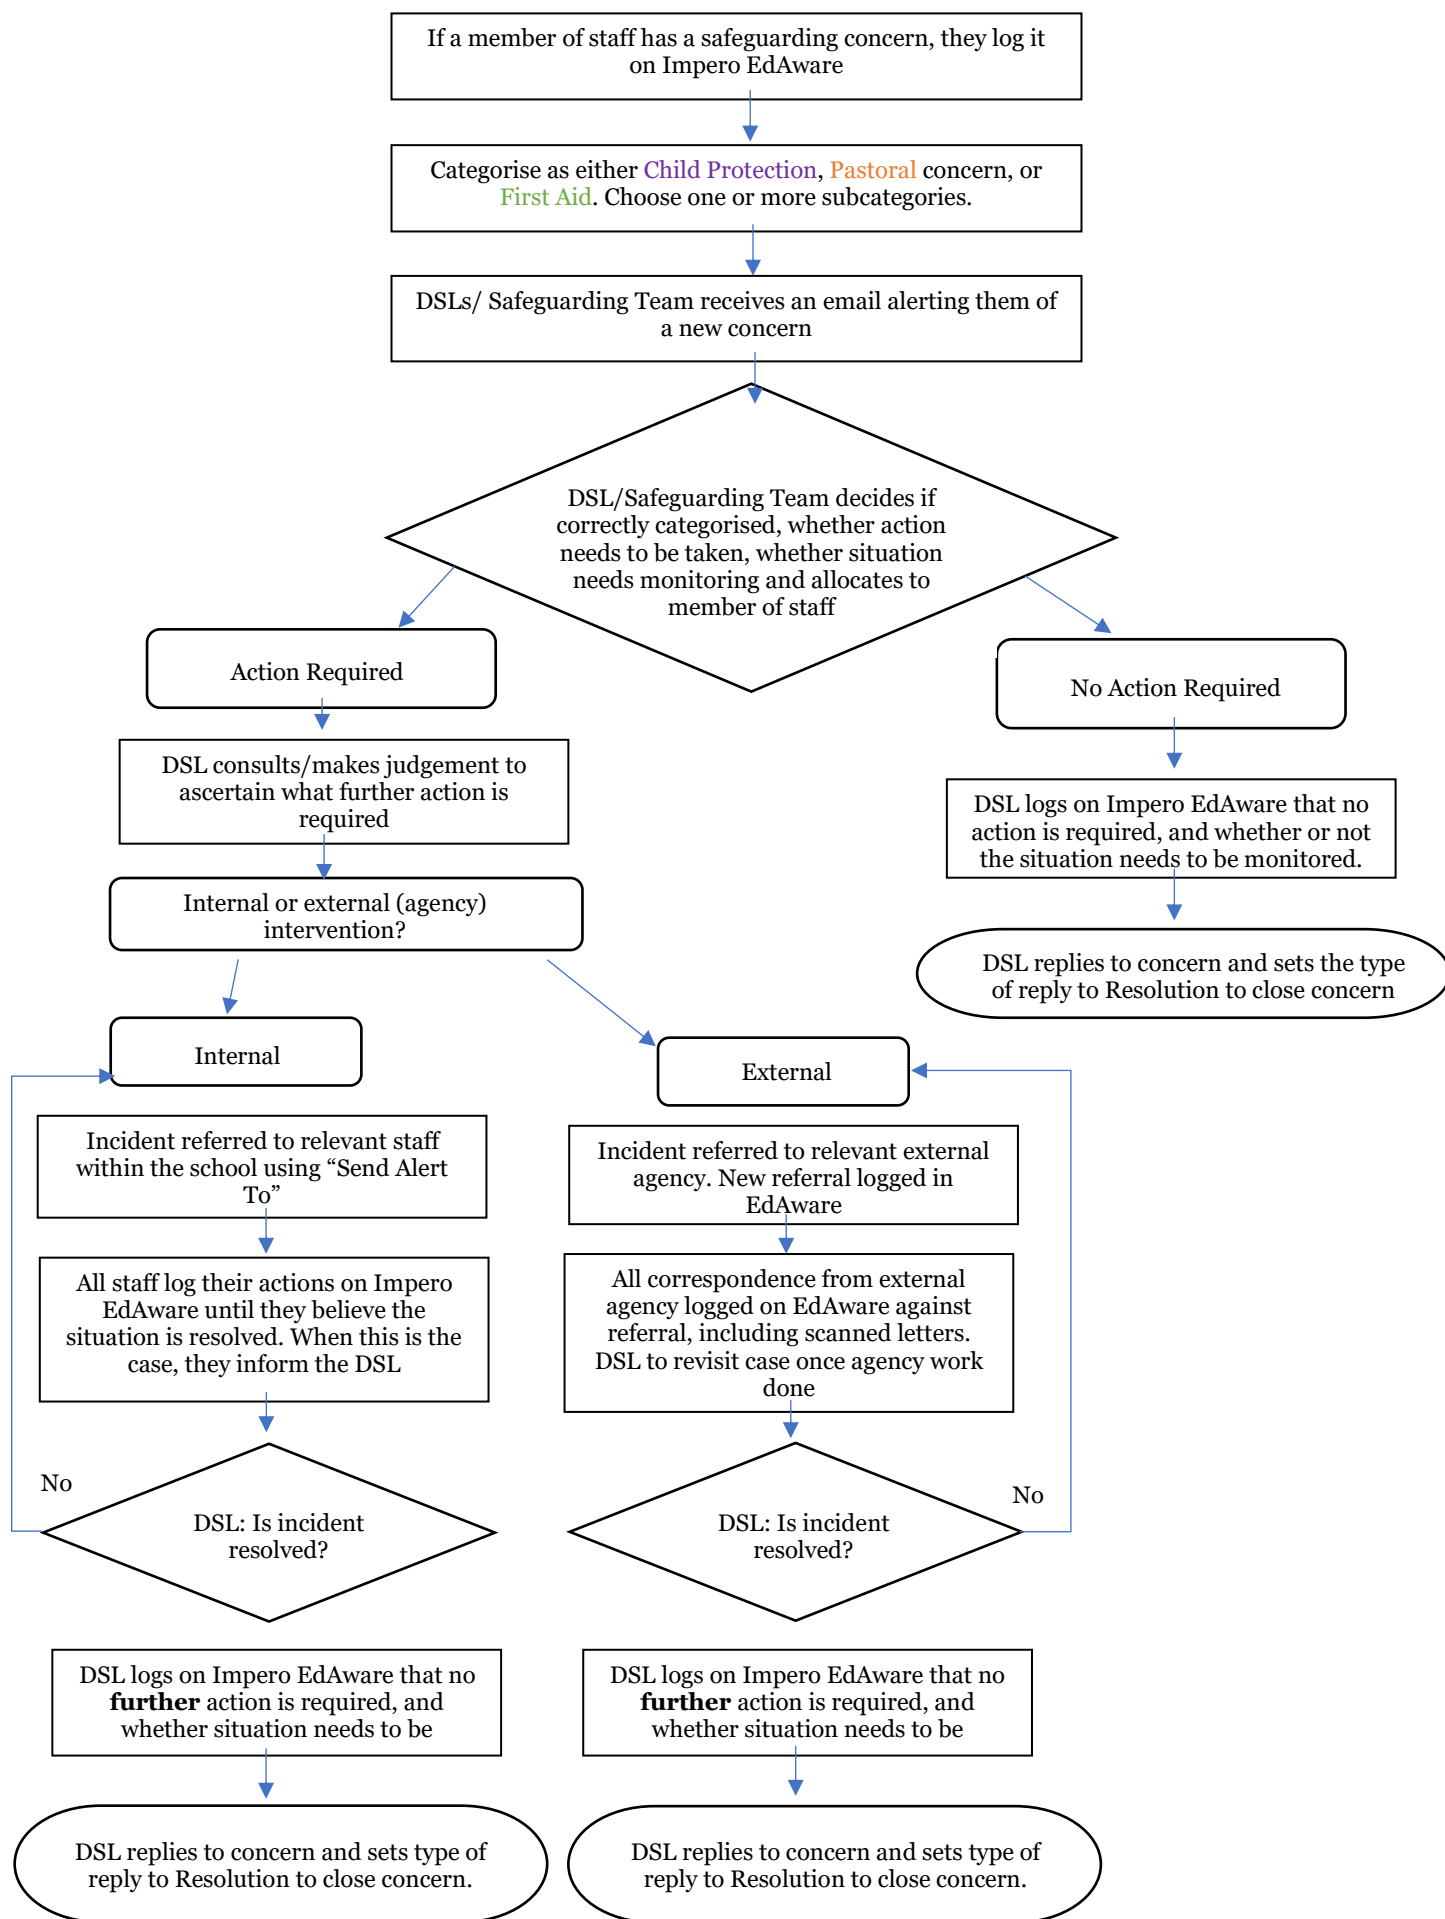 If a member of staff has a safeguarding concern, they log it
on Impero EdAware
Categorise as either Child Protection, Pastoral concern, or
First Aid. Choose one or more subcategories.
DSLs/ Safeguarding Team receives an email alerting them of
a new concern
DSL/Safeguarding Team decides if
correctly categorised, whether action
needs to be taken, whether situation
needs monitoring and allocates to
member of staff
Action Required
No Action Required
DSL consults/makes judgement to
ascertain what further action is
required
DSL logs on Impero EdAware that no
action is required, and whether or not
the situation needs to be monitored.
Internal or external (agency)
intervention?
DSL replies to concern and sets the type
of reply to Resolution to close concern
Internal
External
Incident referred to relevant staff
within the school using “Send Alert
To”
Incident referred to relevant external
agency. New referral logged in
EdAware
All staff log their actions on Impero
EdAware until they believe the
situation is resolved. When this is the
case, they inform the DSL
All correspondence from external
agency logged on EdAware against
referral, including scanned letters.
DSL to revisit case once agency work
done
No
DSL: Is incident
resolved?
No
DSL: Is incident
resolved?
DSL logs on Impero EdAware that no
further action is required, and
whether situation needs to be
DSL logs on Impero EdAware that no
further action is required, and
whether situation needs to be
DSL replies to concern and sets type of
reply to Resolution to close concern.
DSL replies to concern and sets type of
reply to Resolution to close concern.